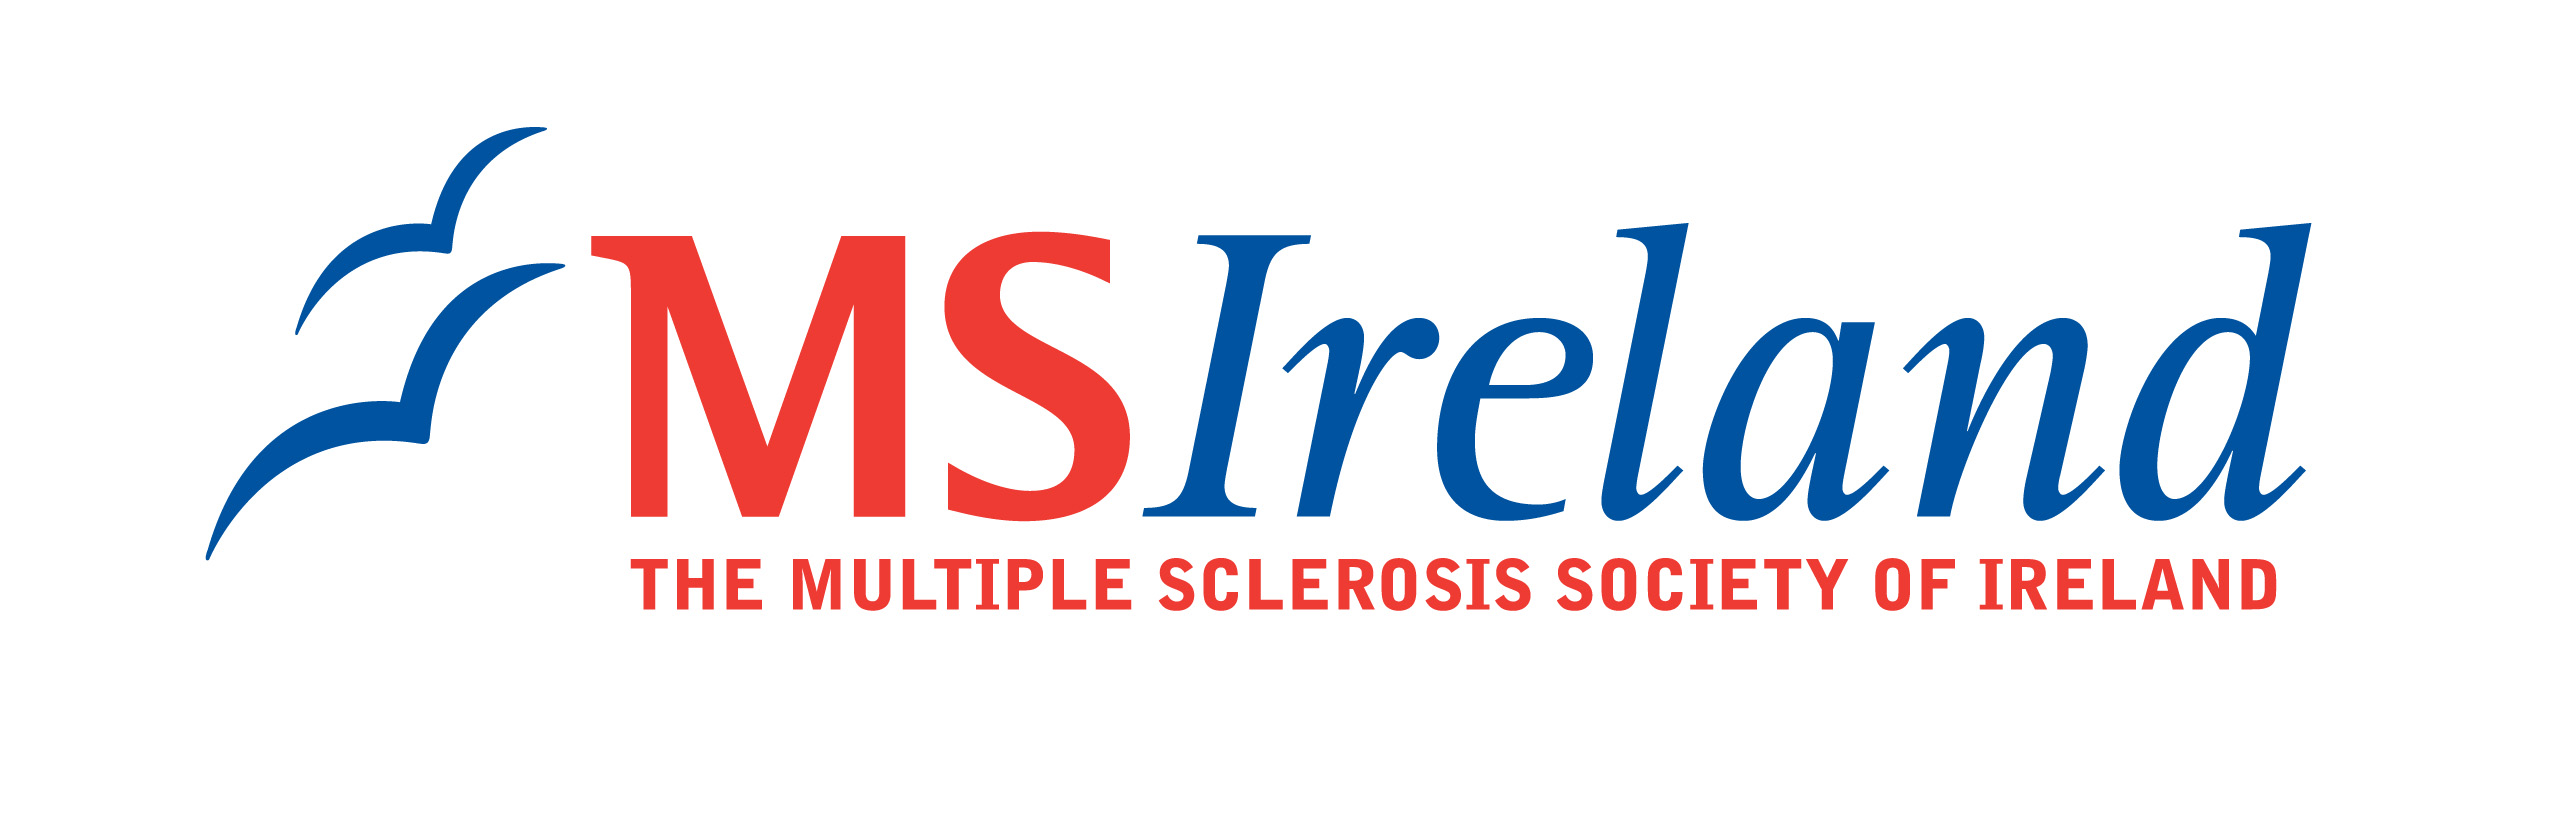 MSIreland
THE MULTIPLE SCLEROSIS SOCIETY OF IRELAND